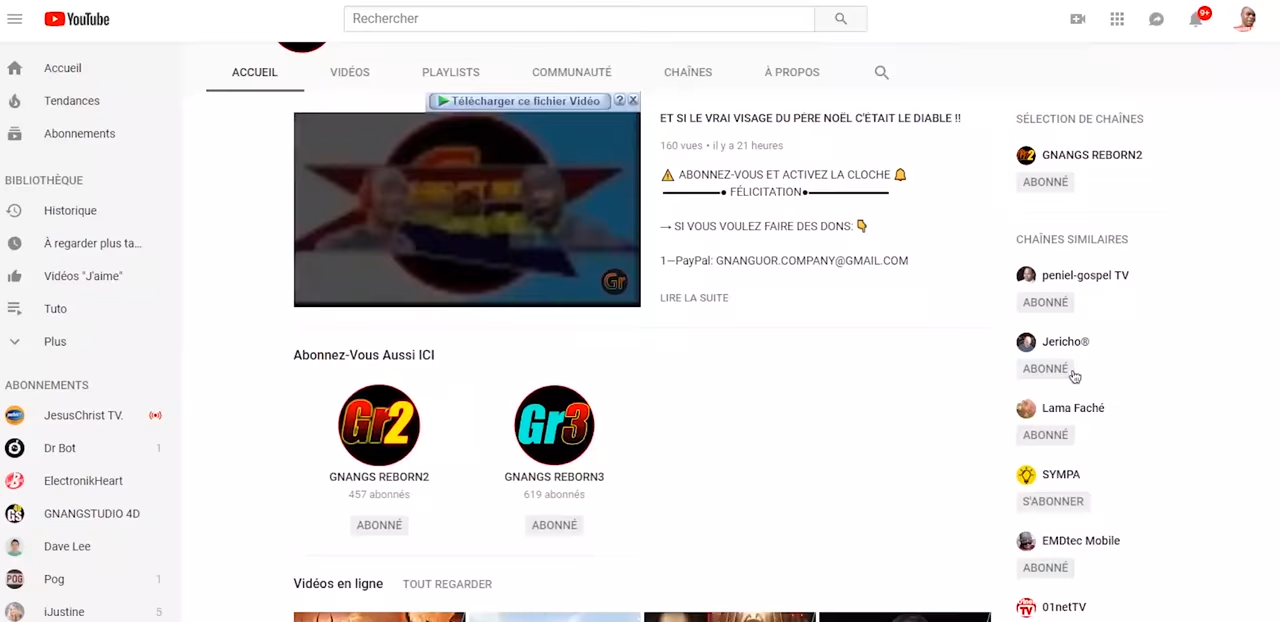 YouTube
Rechercher
9+
Accueil
Tendances
Abonnements
BIBLIOTHÈQUE
Historique
À regarder plus ta...
Vidéos "J'aime"
Tuto
Plus
ABONNEMENTS
JesusChrist TV.
Dr Bot 1
ElectronikHeart
GNANGSTUDIO 4D
Dave Lee
POG
Pog 1
iJustine 5
ACCUEIL VIDÉOS PLAYLISTS COMMUNAUTÉ CHAÎNES À PROPOS
Télécharger ce fichier Vidéo ? X
Gr
ET SI LE VRAI VISAGE DU PÈRE NOËL C'ÉTAIT LE DIABLE !!
160 vues • il y a 21 heures
⚠ ABONNEZ-VOUS ET ACTIVEZ LA CLOCHE 🔔
————● FÉLICITATION●————
→ SI VOUS VOULEZ FAIRE DES DONS: 👇
1—PayPal: GNANGUOR.COMPANY@GMAIL.COM
LIRE LA SUITE
Abonnez-Vous Aussi ICI
Gr2
GNANGS REBORN2
457 abonnés
ABONNÉ
Gr3
GNANGS REBORN3
619 abonnés
ABONNÉ
Vidéos en ligne TOUT REGARDER
SÉLECTION DE CHAÎNES
Gr2
GNANGS REBORN2
ABONNÉ
CHAÎNES SIMILAIRES
peniel-gospel TV
ABONNÉ
Jericho®
ABONNÉ
Lama Faché
ABONNÉ
SYMPA
S'ABONNER
EMDtec Mobile
ABONNÉ
TV
01netTV